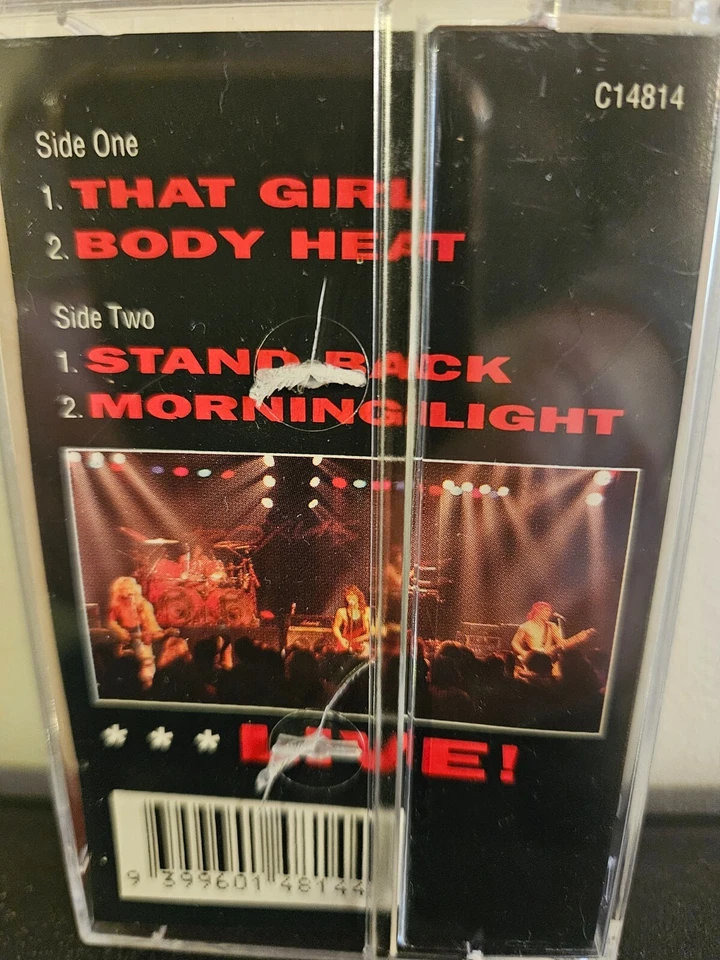 C14814
Side One
1. THAT GIRL
2. BODY HEAT
Side Two
1. STAND BACK
2. MORNING LIGHT
* * * LIVE!
9 399601 48144